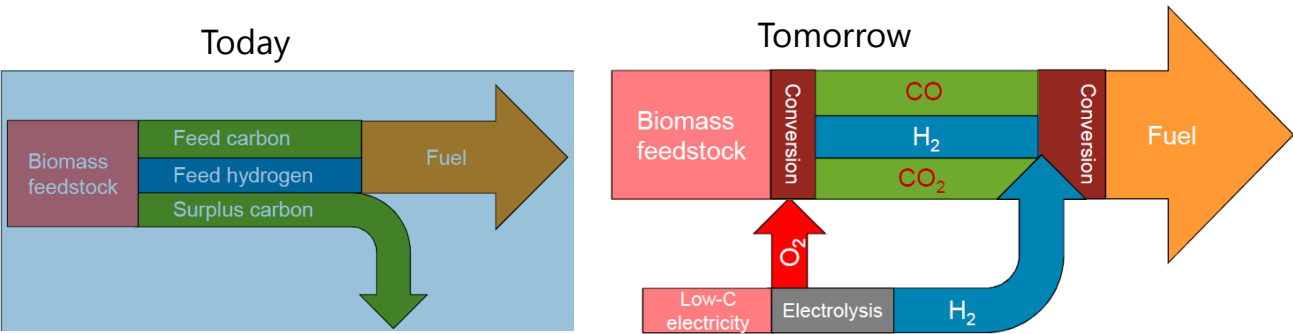 Today
Feed carbon
Biomass
feedstock
Feed hydrogen
Surplus carbon
Fuel
Tomorrow
Biomass
feedstock
Conversion
CO
H₂
CO₂
Conversion
Fuel
O₂
Low-C
electricity
Electrolysis
H₂